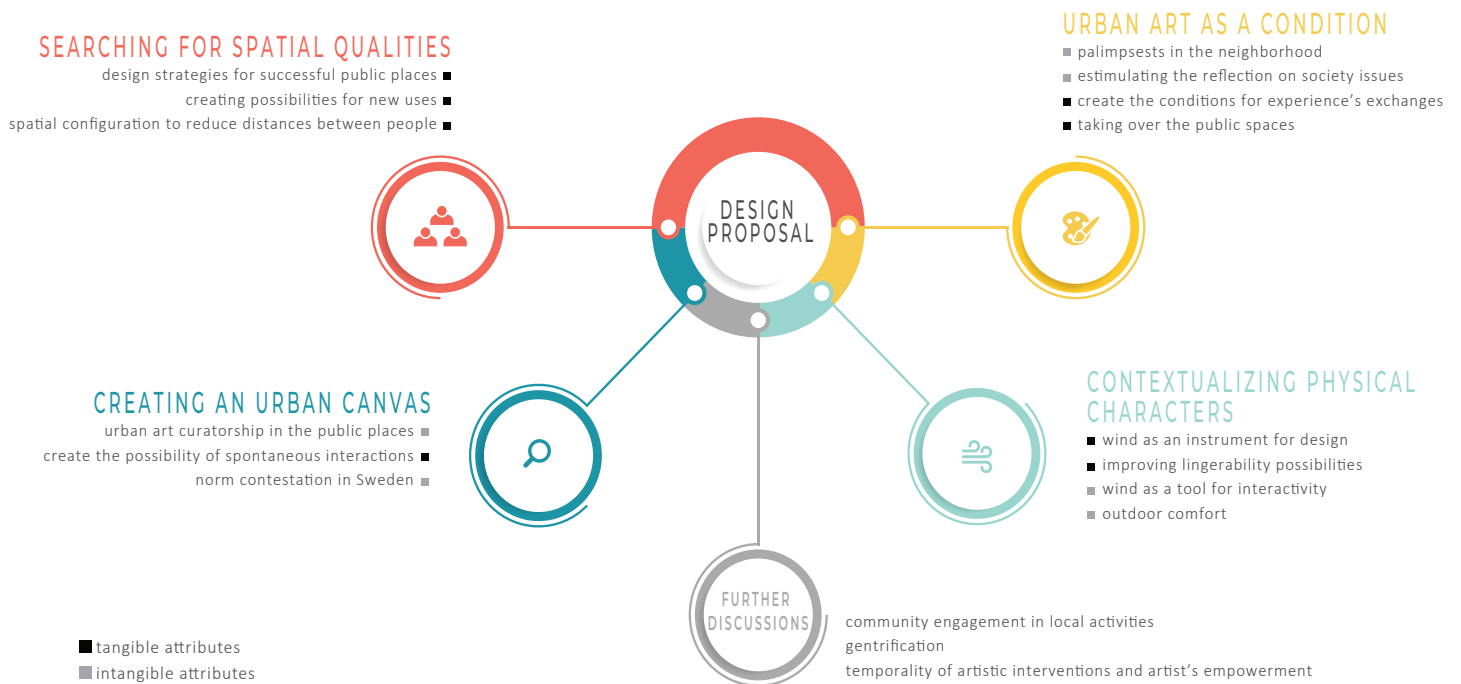 SEARCHING FOR SPATIAL QUALITIES
design strategies for successful public places
creating possibilities for new uses
spatial configuration to reduce distances between people
URBAN ART AS A CONDITION
palimpsests in the neighborhood
estimulating the reflection on society issues
create the conditions for experience's exchanges
taking over the public spaces
DESIGN
PROPOSAL
CREATING AN URBAN CANVAS
urban art curatorship in the public places
create the possibility of spontaneous interactions
norm contestation in Sweden
CONTEXTUALIZING PHYSICAL
CHARACTERS
wind as an instrument for design
improving lingerability possibilities
wind as a tool for interactivity
outdoor comfort
FURTHER
DISCUSSIONS
community engagement in local activities
gentrification
temporality of artistic interventions and artist's empowerment
tangible attributes
intangible attributes